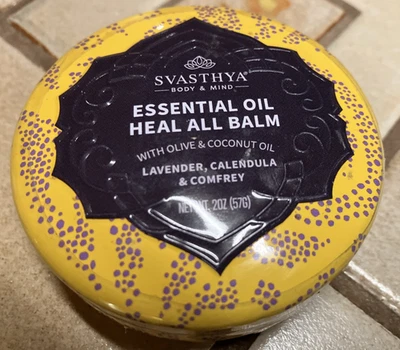 SVASTHYA®
BODY & MIND
ESSENTIAL OIL
HEAL ALL BALM
WITH OLIVE & COCONUT OIL
LAVENDER, CALENDULA
& COMFREY
NET WT. 2OZ (57G)